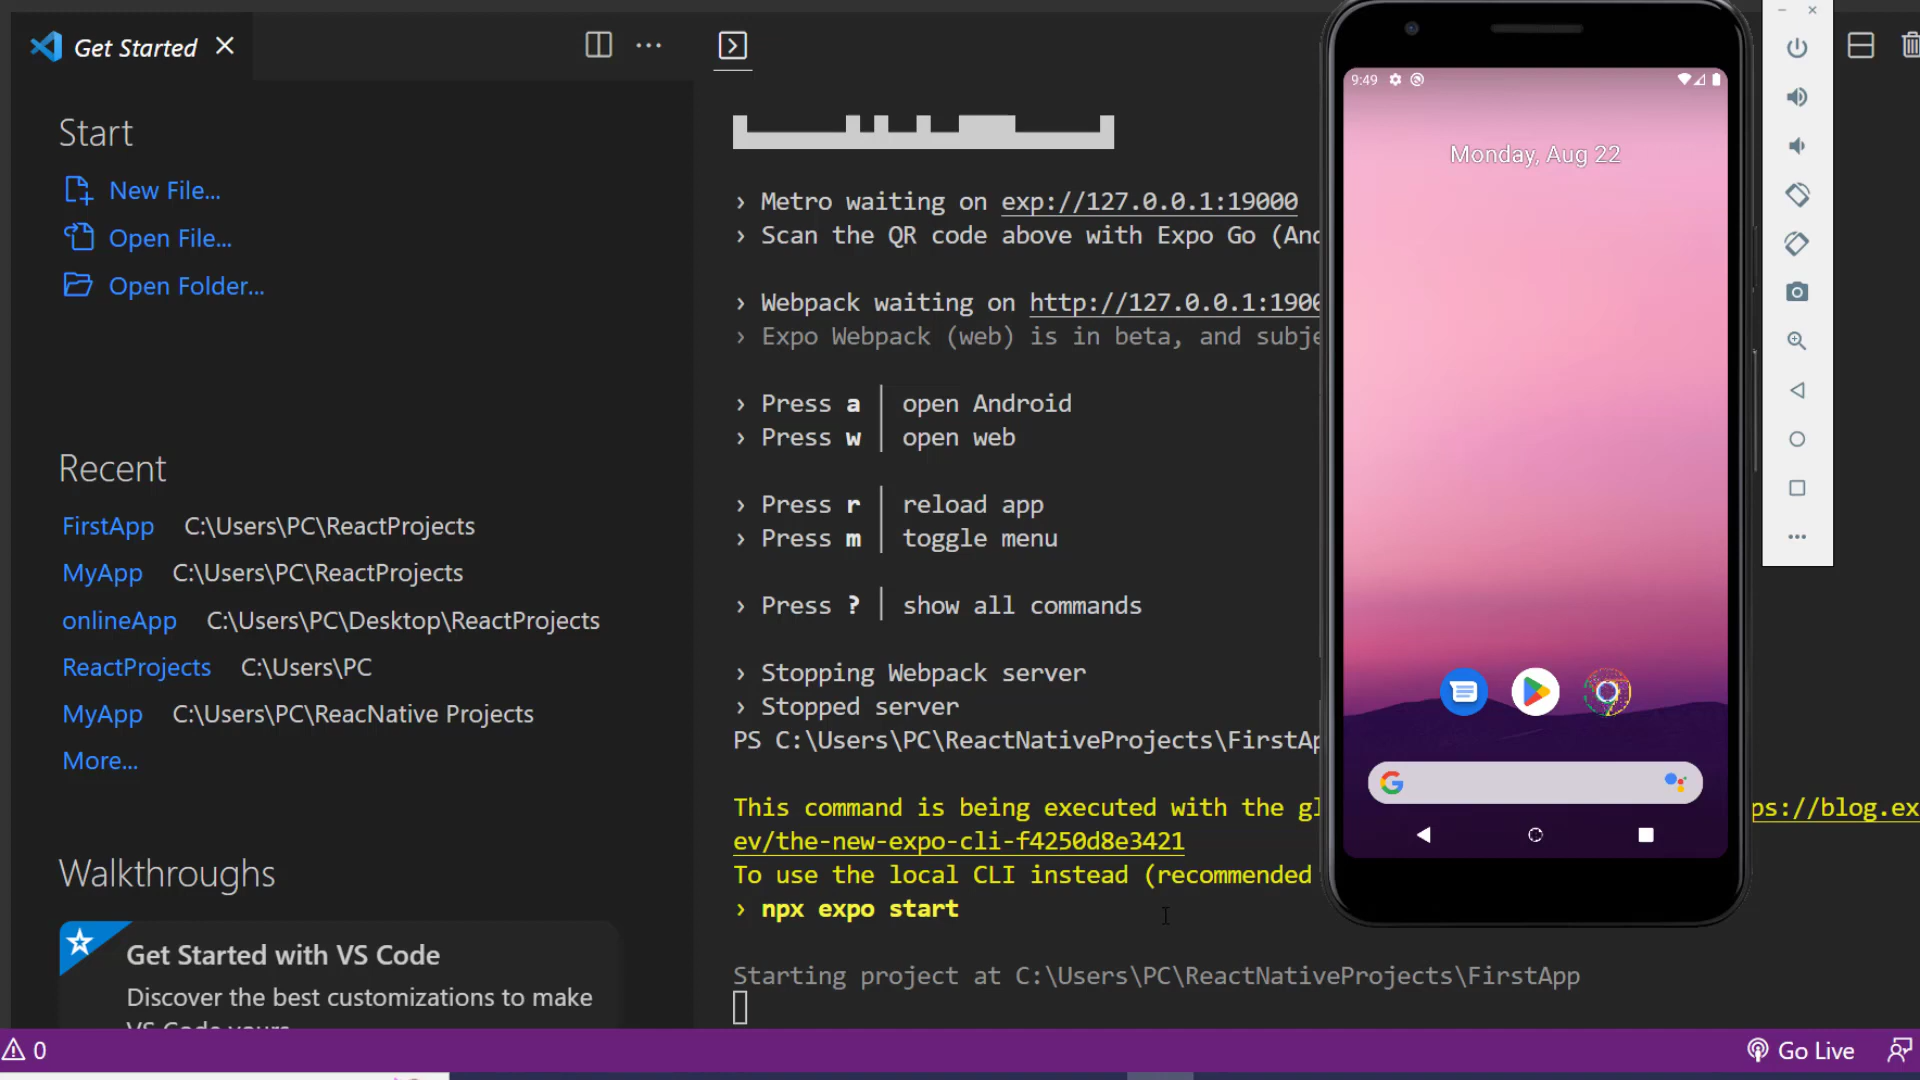 Get Started
Start
New File...
Open File...
Open Folder...
Recent
FirstApp C:\Users\PC\ReactProjects
MyApp C:\Users\PC\ReactProjects
onlineApp C:\Users\PC\Desktop\ReactProjects
ReactProjects C:\Users\PC
MyApp C:\Users\PC\ReacNative Projects
More...
Walkthroughs
Get Started with VS Code
Discover the best customizations to make
VS Code yours.
› Metro waiting on exp://127.0.0.1:19000
› Scan the QR code above with Expo Go (And
› Webpack waiting on http://127.0.0.1:1900
› Expo Webpack (web) is in beta, and subje
› Press a │ open Android
› Press w │ open web
› Press r │ reload app
› Press m │ toggle menu
› Press ? │ show all commands
› Stopping Webpack server
› Stopped server
PS C:\Users\PC\ReactNativeProjects\FirstAp
This command is being executed with the gl ps://blog.ex
ev/the-new-expo-cli-f4250d8e3421
To use the local CLI instead (recommended
› npx expo start
Starting project at C:\Users\PC\ReactNativeProjects\FirstApp
9:49
Monday, Aug 22
0
Go Live